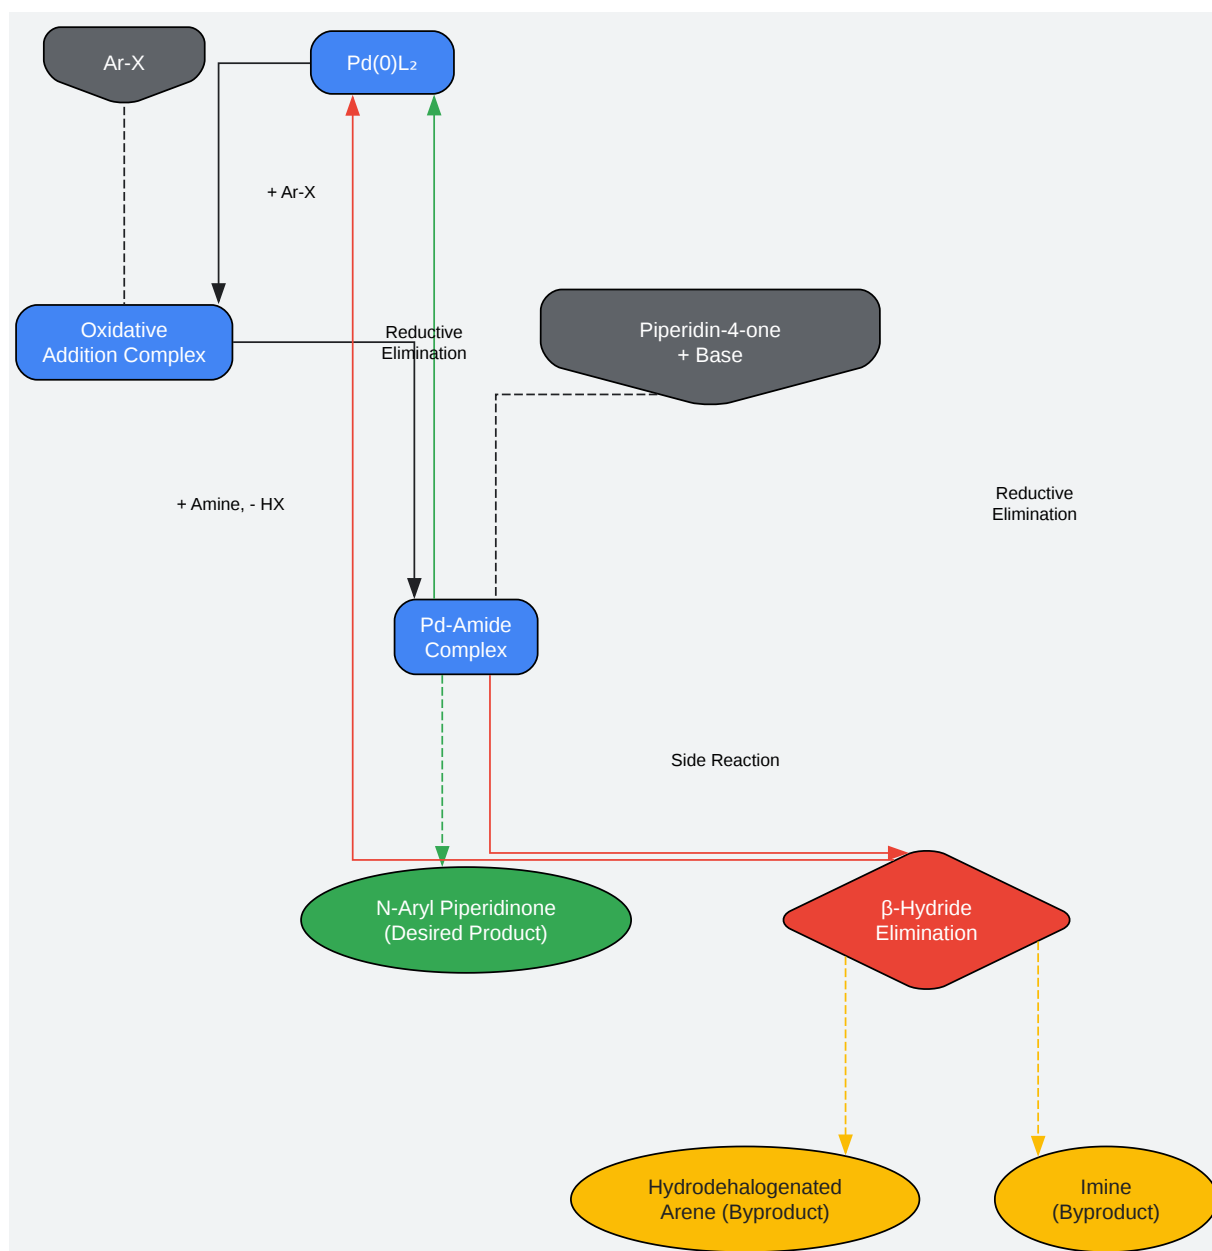 Ar-X
Pd(0)L₂
+ Ar-X
Oxidative
Addition Complex
Reductive
Elimination
Piperidin-4-one
+ Base
+ Amine, - HX
Reductive
Elimination
Pd-Amide
Complex
Side Reaction
N-Aryl Piperidinone
(Desired Product)
β-Hydride
Elimination
Hydrodehalogenated
Arene (Byproduct)
Imine
(Byproduct)